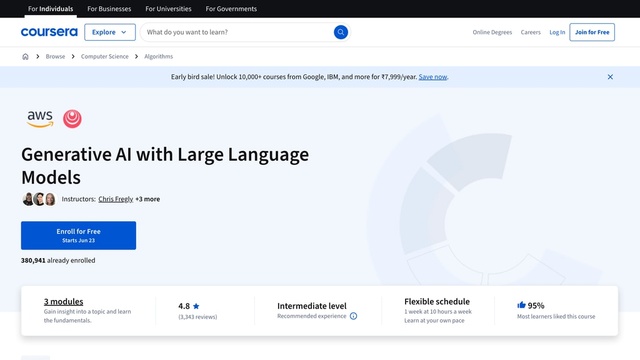 For Individuals For Businesses For Universities For Governments
coursera Explore What do you want to learn? Online Degrees Careers Log In Join for Free
Browse Computer Science Algorithms
Early bird sale! Unlock 10,000+ courses from Google, IBM, and more for ₹7,999/year. Save now.
aws
Generative AI with Large Language
Models
Instructors: Chris Fregly +3 more
Enroll for Free
Starts Jun 23
380,941 already enrolled
3 modules
Gain insight into a topic and learn
the fundamentals.
4.8
(3,343 reviews)
Intermediate level
Recommended experience
Flexible schedule
1 week at 10 hours a week
Learn at your own pace
95%
Most learners liked this course